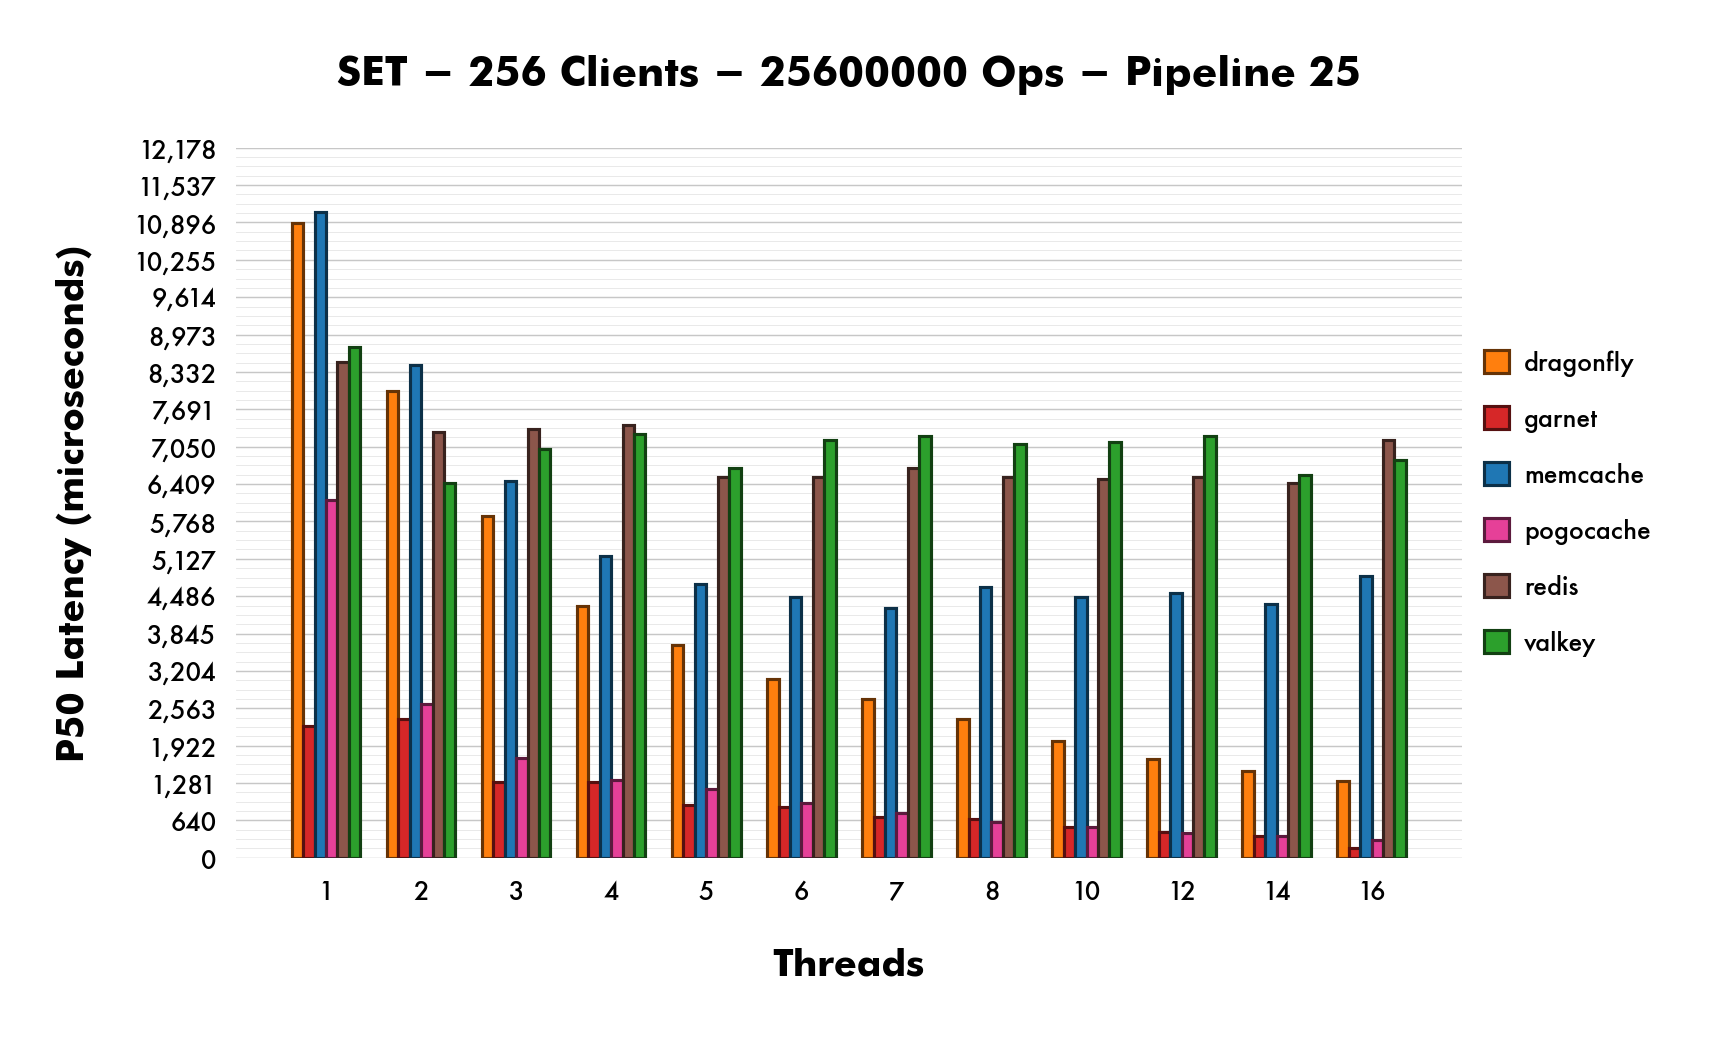 SET – 256 Clients – 25600000 Ops – Pipeline 25
P50 Latency (microseconds)
12,178
11,537
10,896
10,255
9,614
8,973
8,332
7,691
7,050
6,409
5,768
5,127
4,486
3,845
3,204
2,563
1,922
1,281
640
0
1 2 3 4 5 6 7 8 10 12 14 16
Threads
dragonfly
garnet
memcache
pogocache
redis
valkey